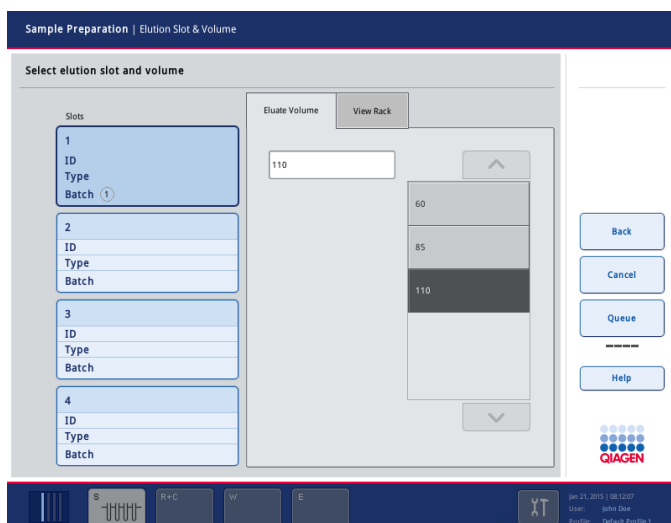 Sample Preparation | Elution Slot & Volume
Select elution slot and volume
Slots
1
ID
Type
Batch 1
2
ID
Type
Batch
3
ID
Type
Batch
4
ID
Type
Batch
Eluate Volume
View Rack
110
60
85
110
Back
Cancel
Queue
Help
QIAGEN
S
R+C
W
E
Jan 21, 2015 | 08:12:07
User: John Doe
Profile: Default Profile 1